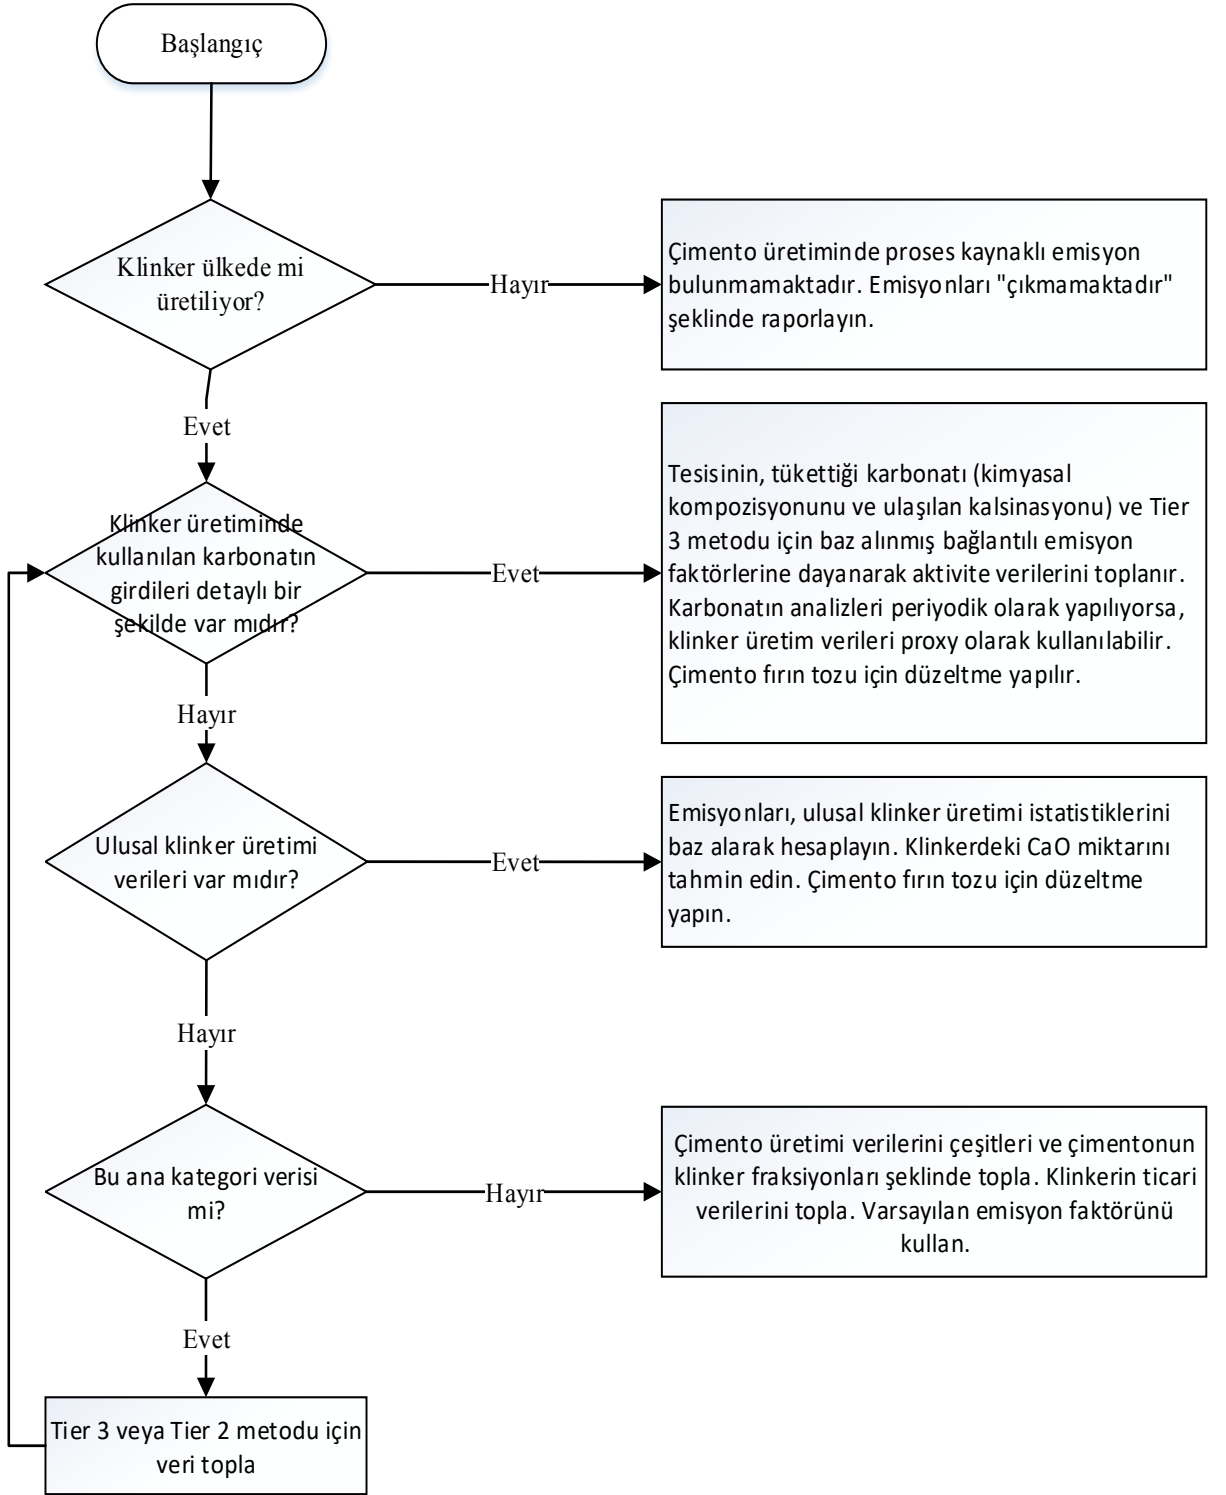 Başlangıç
Klinker ülkede mi
üretiliyor?
Hayır
Çimento üretiminde proses kaynaklı emisyon
bulunmamaktadır. Emisyonları "çıkmamaktadır"
şeklinde raporlayın.
Evet
Klinker üretiminde
kullanılan karbonatın
girdileri detaylı bir
şekilde var mıdır?
Evet
Tesisinin, tükettiği karbonatı (kimyasal
kompozisyonunu ve ulaşılan kalsinasyonu) ve Tier
3 metodu için baz alınmış bağlantılı emisyon
faktörlerine dayanarak aktivite verilerini toplanır.
Karbonatın analizleri periyodik olarak yapılıyorsa,
klinker üretim verileri proxy olarak kullanılabilir.
Çimento fırın tozu için düzeltme yapılır.
Hayır
Ulusal klinker üretimi
verileri var mıdır?
Evet
Emisyonları, ulusal klinker üretimi istatistiklerini
baz alarak hesaplayın. Klinkerdeki CaO miktarını
tahmin edin. Çimento fırın tozu için düzeltme
yapın.
Hayır
Bu ana kategori verisi
mi?
Hayır
Çimento üretimi verilerini çeşitleri ve çimentonun
klinker fraksiyonları şeklinde topla. Klinkerin ticari
verilerini topla. Varsayılan emisyon faktörünü
kullan.
Evet
Tier 3 veya Tier 2 metodu için
veri topla